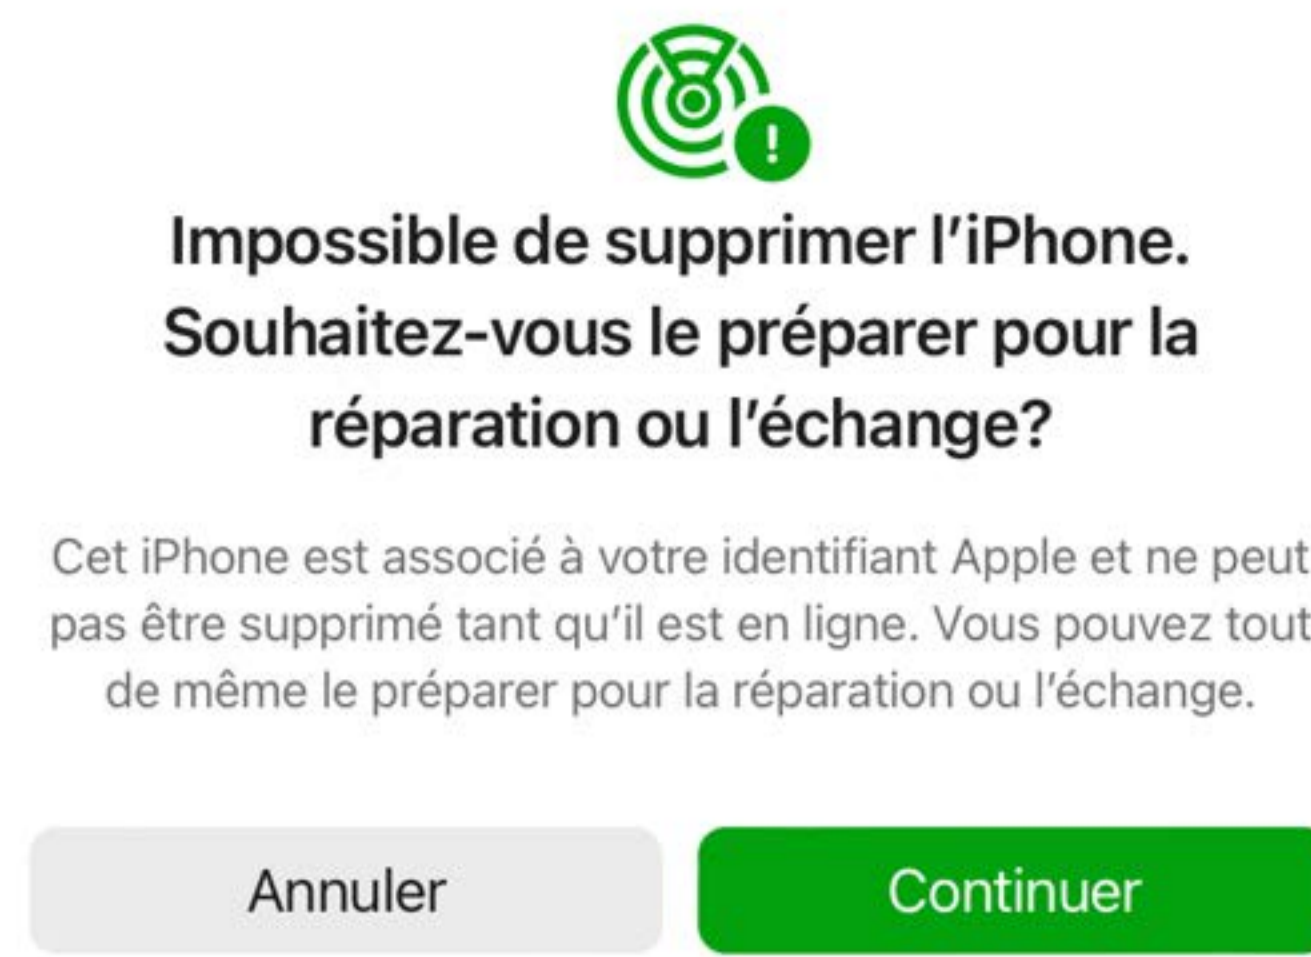 !
Impossible de supprimer l'iPhone.
Souhaitez-vous le préparer pour la
réparation ou l'échange?
Cet iPhone est associé à votre identifiant Apple et ne peut
pas être supprimé tant qu'il est en ligne. Vous pouvez tout
de même le préparer pour la réparation ou l'échange.
Annuler
Continuer